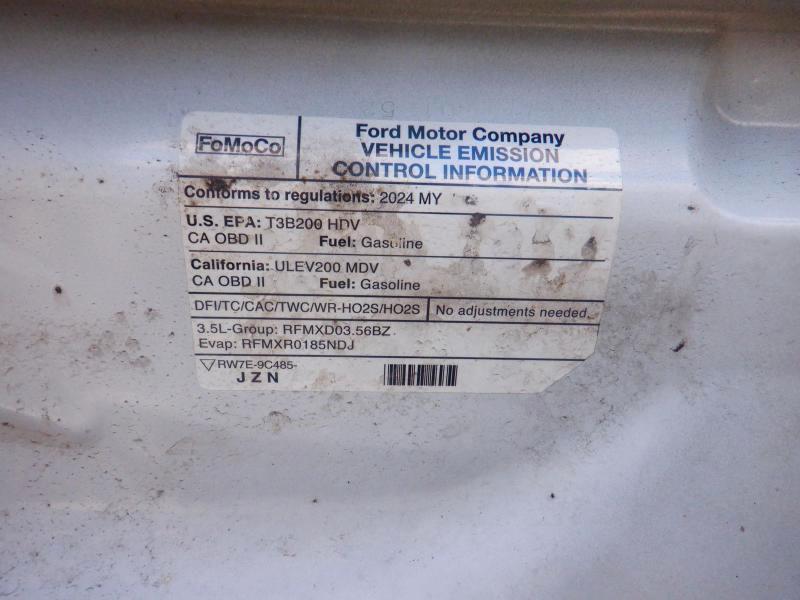 FoMoCo
Ford Motor Company
VEHICLE EMISSION
CONTROL INFORMATION
Conforms to regulations: 2024 MY
U.S. EPA: T3B200 HDV
CA OBD II Fuel: Gasoline
California: ULEV200 MDV
CA OBD II Fuel: Gasoline
DFI/TC/CAC/TWC/WR-HO2S/HO2S No adjustments needed.
3.5L-Group: RFMXD03.56BZ
Evap: RFMXR0185NDJ
RW7E-9C485-
J Z N